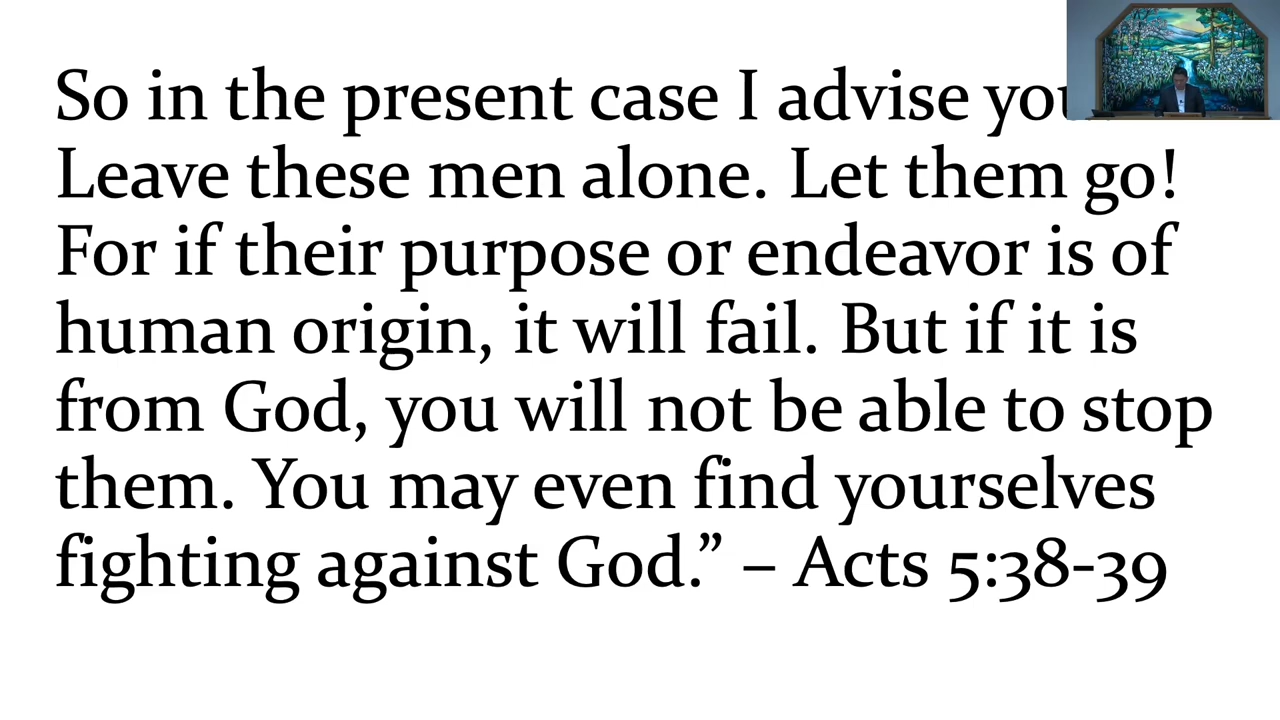 So in the present case I advise you
Leave these men alone. Let them go!
For if their purpose or endeavor is of
human origin, it will fail. But if it is
from God, you will not be able to stop
them. You may even find yourselves
fighting against God.” – Acts 5:38-39